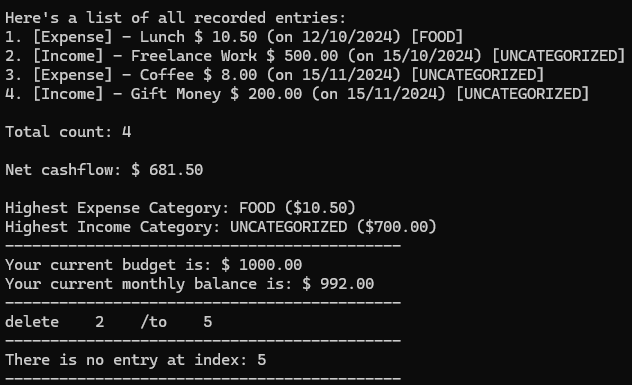 Here's a list of all recorded entries:
1. [Expense] - Lunch $ 10.50 (on 12/10/2024) [FOOD]
2. [Income] - Freelance Work $ 500.00 (on 15/10/2024) [UNCATEGORIZED]
3. [Expense] - Coffee $ 8.00 (on 15/11/2024) [UNCATEGORIZED]
4. [Income] - Gift Money $ 200.00 (on 15/11/2024) [UNCATEGORIZED]
Total count: 4
Net cashflow: $ 681.50
Highest Expense Category: FOOD ($10.50)
Highest Income Category: UNCATEGORIZED ($700.00)
--------------------------------------------
Your current budget is: $ 1000.00
Your current monthly balance is: $ 992.00
--------------------------------------------
delete    2    /to    5
--------------------------------------------
There is no entry at index: 5
--------------------------------------------